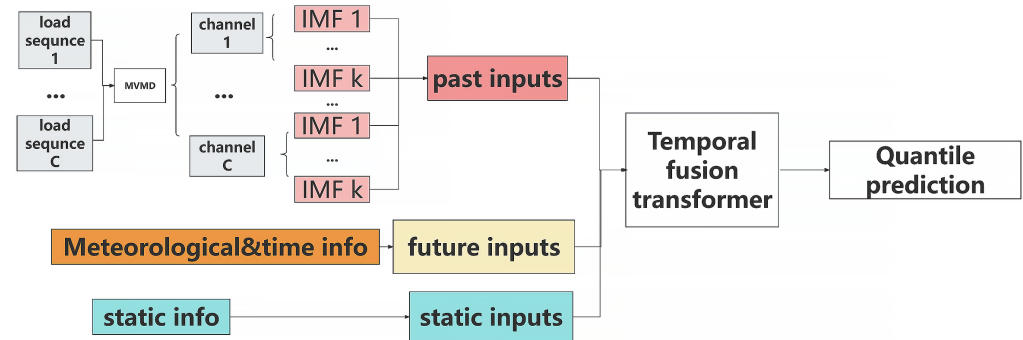 load
sequnce
1
...
load
sequnce
C
MVMD
channel
1
...
channel
C
IMF 1
...
IMF k
...
IMF 1
...
IMF k
past inputs
Meteorological&time info
future inputs
static info
static inputs
Temporal
fusion
transformer
Quantile
prediction